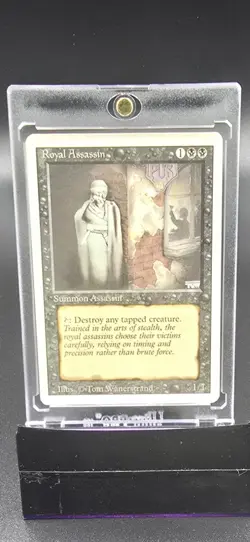 Royal Assassin 1
Summon Assassin
: Destroy any tapped creature.
Trained in the arts of stealth, the
royal assassins choose their victims
carefully, relying on timing and
precision rather than brute force.
Illus. © Tom Wänerstrand 1/1